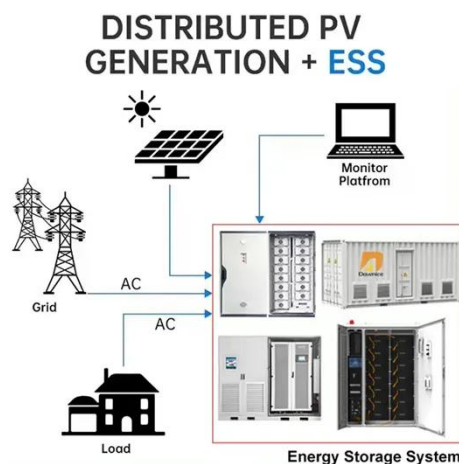 DISTRIBUTED PV
GENERATION + ESS
Monitor
Platfrom
Grid
AC
AC
Load
Energy Storage System